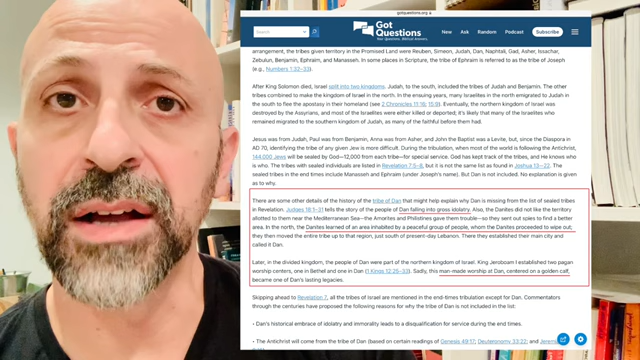 gotquestions.org
Got
Questions
Your Questions. Biblical Answers.
Search
New Ask Random Podcast Subscribe
arrangement, the tribes given territory in the Promised Land were Reuben, Simeon, Judah, Dan, Naphtali, Gad, Asher, Issachar,
Zebulun, Benjamin, Ephraim, and Manasseh. In some places in Scripture, the tribe of Ephraim is referred to as the tribe of Joseph
(e.g., Numbers 1:32–33).
After King Solomon died, Israel split into two kingdoms. Judah, to the south, included the tribes of Judah and Benjamin. The other
tribes combined to make the kingdom of Israel in the north. In the ensuing years, many Israelites in the north emigrated to Judah in
the south to flee the apostasy in their homeland (see 2 Chronicles 11:16; 15:9). Eventually, the northern kingdom of Israel was
destroyed by the Assyrians, and most of the Israelites were either killed or deported; it's likely that many of the Israelites who
remained migrated to the southern kingdom of Judah, as many of the faithful before them had.
Jesus was from Judah, Paul was from Benjamin, Anna was from Asher, and John the Baptist was a Levite, but, since the Diaspora in
AD 70, identifying the tribe of any given Jew is more difficult. During the tribulation, when most of the world is following the Antichrist,
144,000 Jews will be sealed by God—12,000 from each tribe—for special service. God has kept track of the tribes, and He knows who
is who. The tribes with sealed individuals are listed in Revelation 7:5–8, but it is not the same list as found in Joshua 13—22. The
sealed tribes in the end times include Manasseh and Ephraim (under Joseph's name). But Dan is not included. No explanation is
given as to why.
There are some other details of the history of the tribe of Dan that might help explain why Dan is missing from the list of sealed tribes
in Revelation. Judges 18:1–31 tells the story of the people of Dan falling into gross idolatry. Also, the Danites did not like the territory
allotted to them near the Mediterranean Sea—the Amorites and Philistines gave them trouble—so they sent out spies to find a better
area. In the north, the Danites learned of an area inhabited by a peaceful group of people, whom the Danites proceeded to wipe out;
they then moved the entire tribe up to that region, just south of present-day Lebanon. There they established their main city and
called it Dan.
Later, in the divided kingdom, the people of Dan were part of the northern kingdom of Israel. King Jeroboam I established two pagan
worship centers, one in Bethel and one in Dan (1 Kings 12:25–33). Sadly, this man-made worship at Dan, centered on a golden calf,
became one of Dan's lasting legacies.
Skipping ahead to Revelation 7, all the tribes of Israel are mentioned in the end-times tribulation except for Dan. Commentators
through the centuries have proposed the following reasons for why the tribe of Dan is not included in the list:
• Dan's historical embrace of idolatry and immorality leads to a disqualification for service during the end times.
• The Antichrist will come from the tribe of Dan (based on certain readings of Genesis 49:17; Deuteronomy 33:22; and Jeremiah